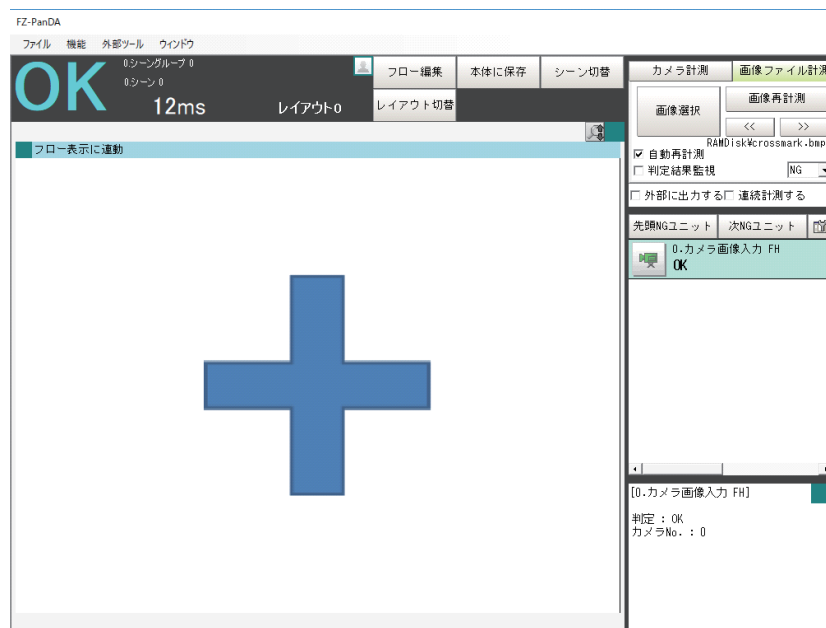 FZ-PanDA
ファイル 機能 外部ツール ウィンドウ
OK
0.シーングループ 0
0.シーン 0
12ms
レイアウト0
フロー編集
本体に保存
シーン切替
レイアウト切替
フロー表示に連動
カメラ計測
画像ファイル計測
画像選択
画像再計測
<<
>>
RAMDisk¥crossmark.bmp
自動再計測
判定結果監視
NG
外部に出力する
連続計測する
先頭NGユニット
次NGユニット
0.カメラ画像入力 FH
OK
[0.カメラ画像入力 FH]
判定 : OK
カメラNo. : 0